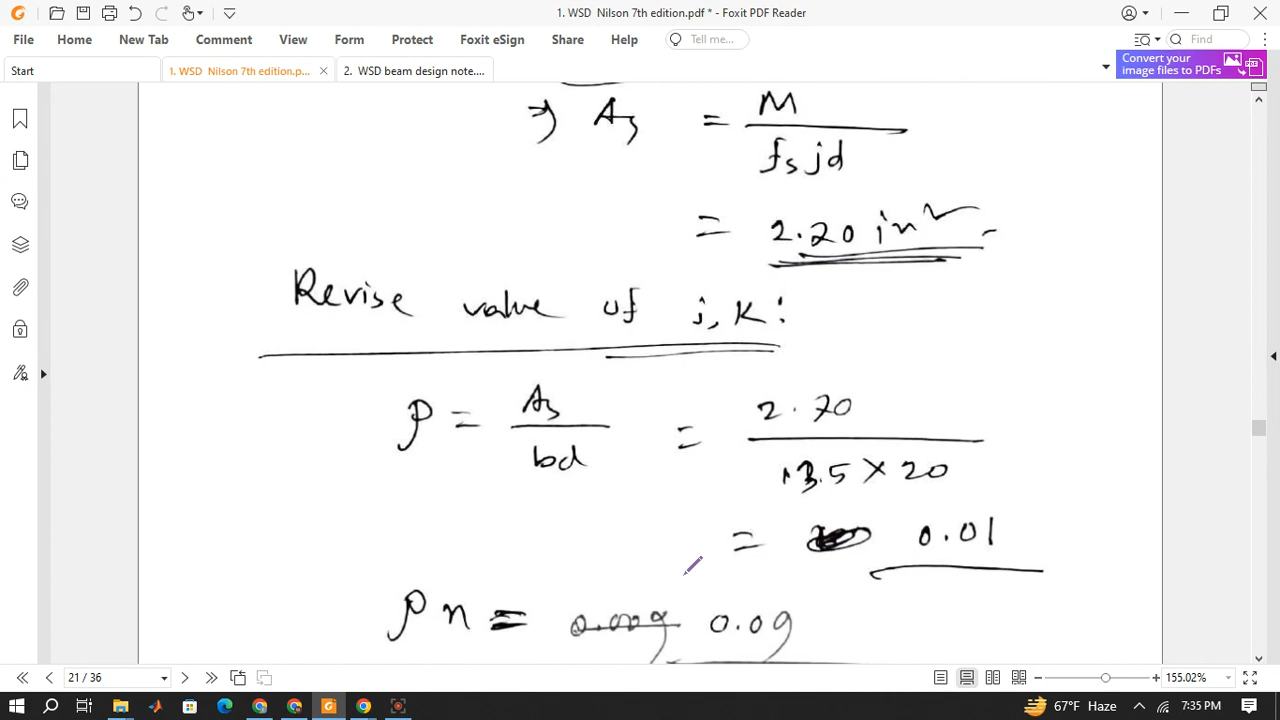 1. WSD Nilson 7th edition.pdf * - Foxit PDF Reader
File Home New Tab Comment View Form Protect Foxit eSign Share Help Tell me... Find
Start 1. WSD Nilson 7th edition.p... 2. WSD beam design note....
Convert your
image files to PDFs
⇒ As = M / fs jd
= 2.20 in²
Revise value of j, K:
ρ = As / bd = 2.70 / 13.5 × 20
= 0.01
ρn = 0.009 0.09
21 / 36 155.02%
67°F Haze 7:35 PM